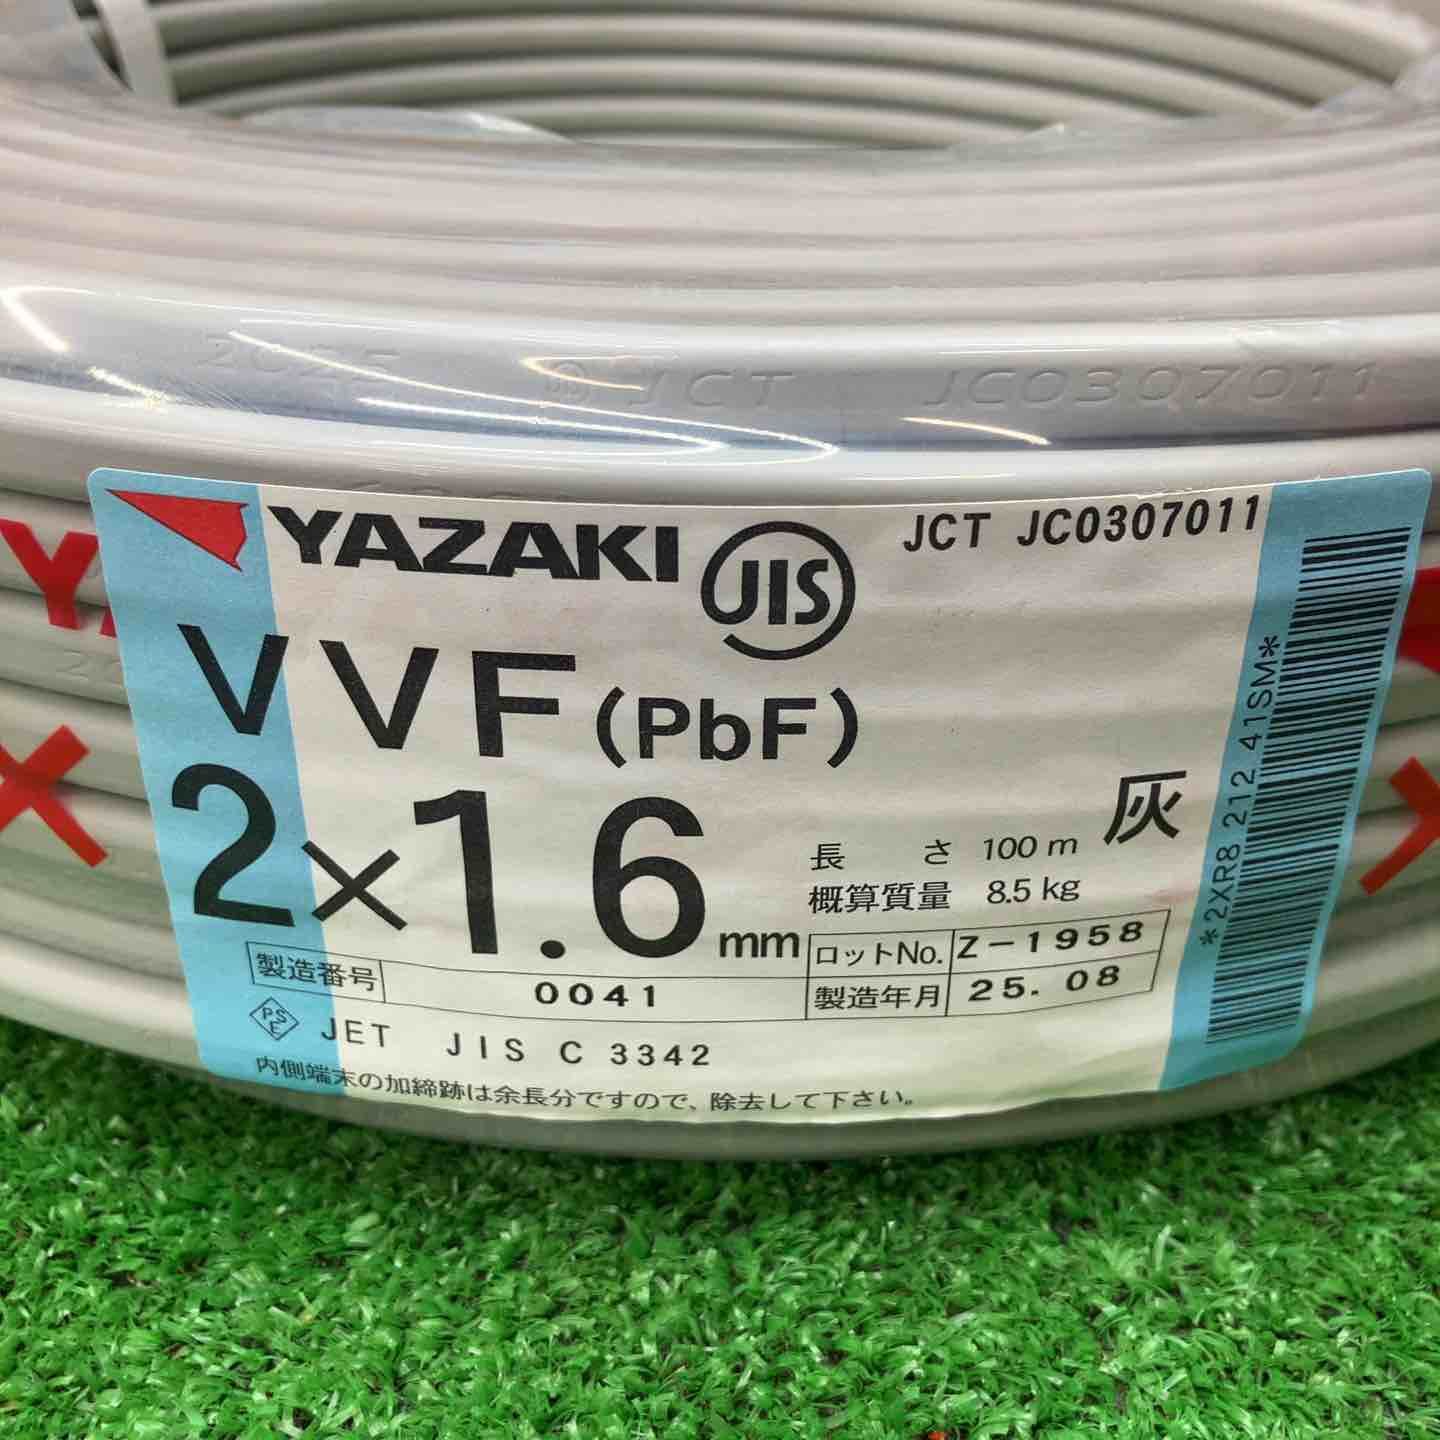 2025 JCT JC0307011
YAZAKI JIS JCT JC0307011
VVF(PbF)
2×1.6mm
灰
長さ 100m
概算質量 8.5kg
ロットNo. Z-1958
製造番号 0041
製造年月 25.08
PSE JET JIS C 3342
内側端末の加締跡は余長分ですので、除去して下さい。
*2XR8212.41SM*